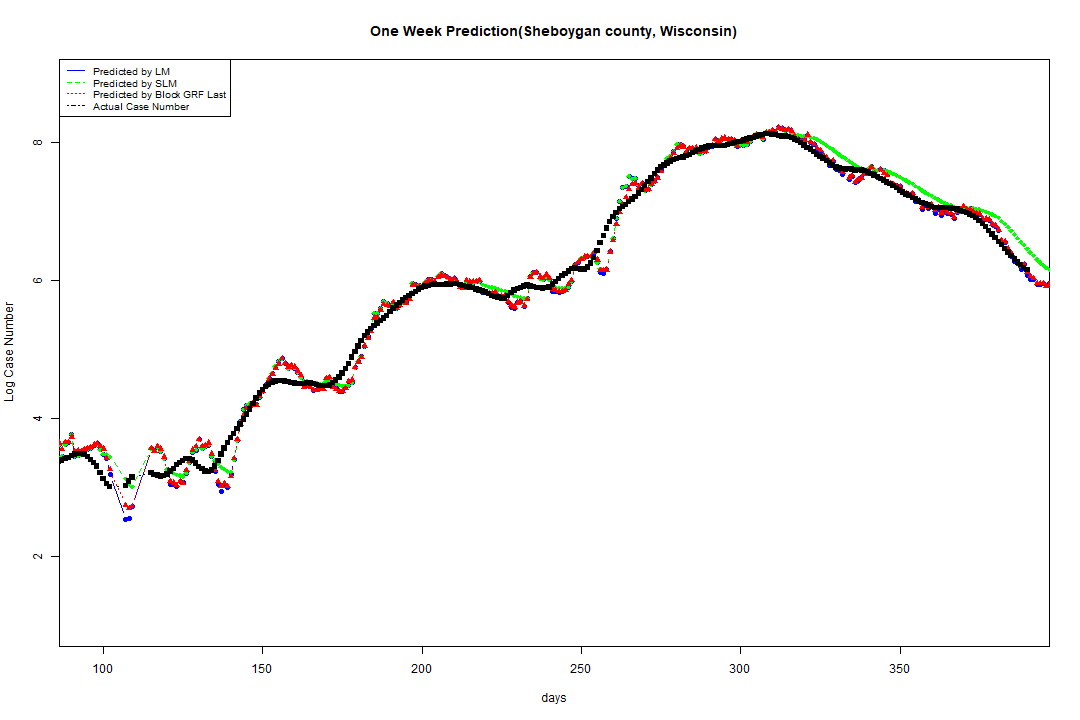 One Week Prediction(Sheboygan county, Wisconsin)
Predicted by LM
Predicted by SLM
Predicted by Block GRF Last
Actual Case Number
8
6
4
2
Log Case Number
100 150 200 250 300 350
days